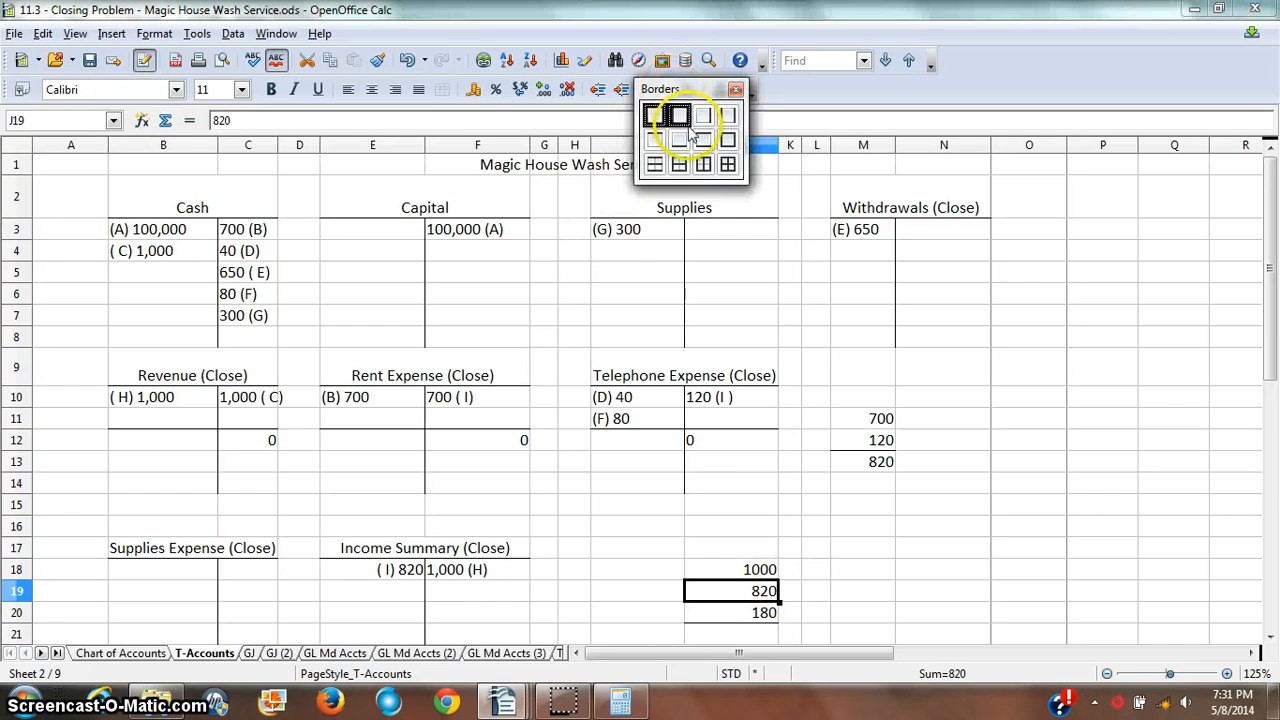 11.3 - Closing Problem - Magic House Wash Service.ods - OpenOffice Calc
File Edit View Insert Format Tools Data Window Help
Find
Calibri 11
Borders
J19 820
A B C D E F G H K L M N O P Q R
1 Magic House Wash Ser
2 Cash Capital Supplies Withdrawals (Close)
3 (A) 100,000 700 (B) 100,000 (A) (G) 300 (E) 650
4 ( C) 1,000 40 (D)
5 650 ( E)
6 80 (F)
7 300 (G)
8
9 Revenue (Close) Rent Expense (Close) Telephone Expense (Close)
10 ( H) 1,000 1,000 ( C) (B) 700 700 ( I) (D) 40 120 (I )
11 (F) 80 700
12 0 0 0 120
13 820
14
15
16
17 Supplies Expense (Close) Income Summary (Close)
18 ( I) 820 1,000 (H) 1000
19 820
20 180
21
Chart of Accounts T-Accounts GJ GJ (2) GL Md Accts GL Md Accts (2) GL Md Accts (3) T
Sheet 2 / 9 PageStyle_T-Accounts STD * Sum=820 125%
Screencast-O-Matic.com
7:31 PM
5/8/2014